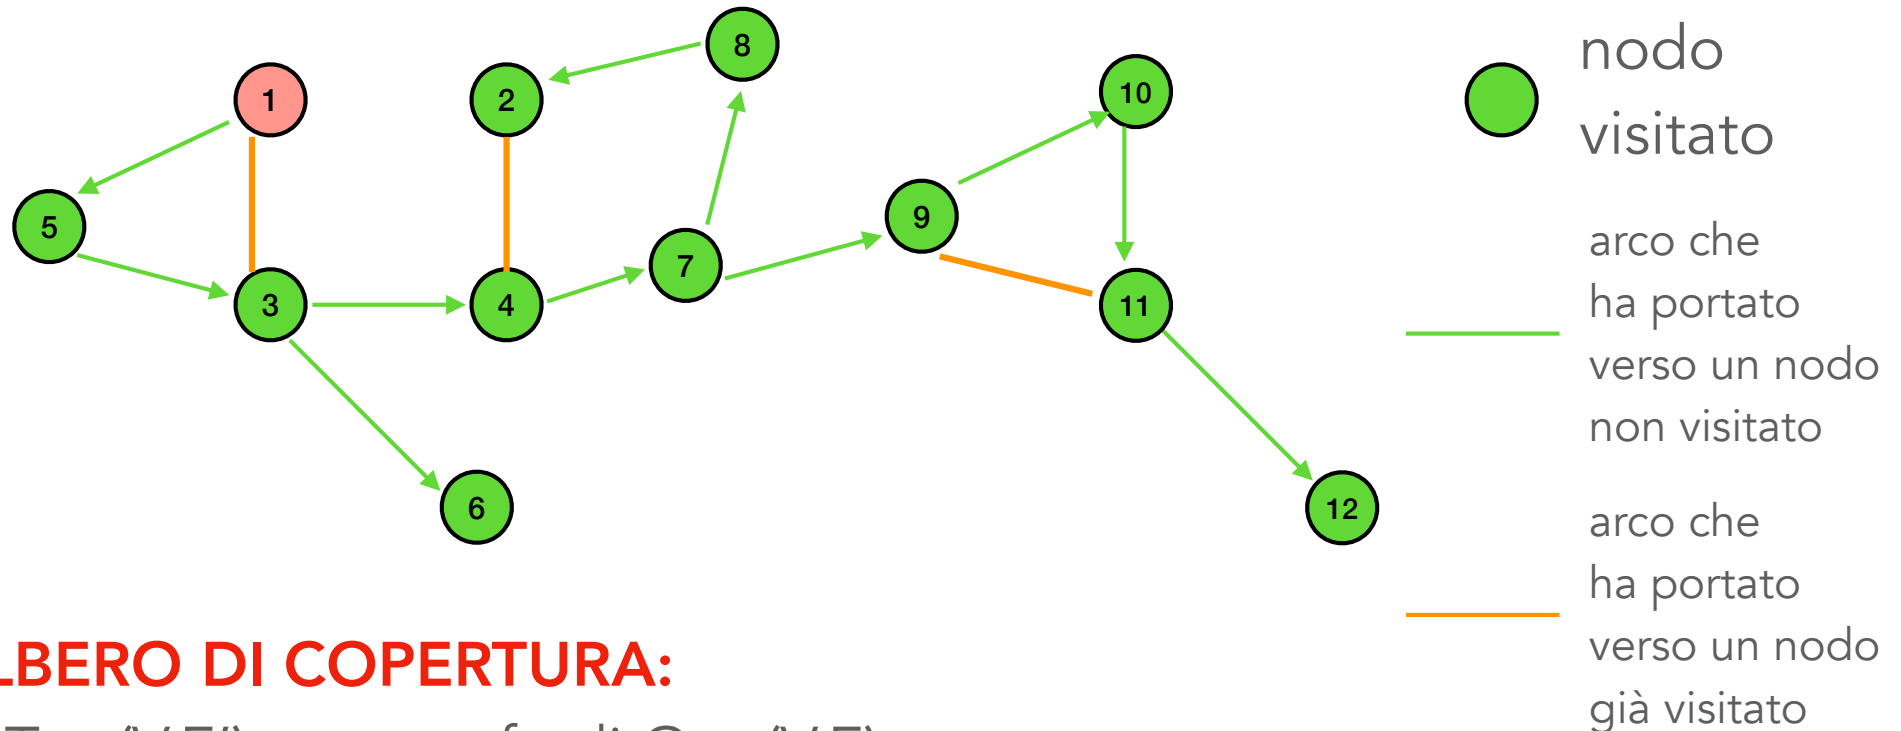 8
1
2
10
5
9
7
3
4
11
6
12
nodo
visitato
arco che
ha portato
verso un nodo
non visitato
arco che
ha portato
verso un nodo
già visitato
LBERO DI COPERTURA: